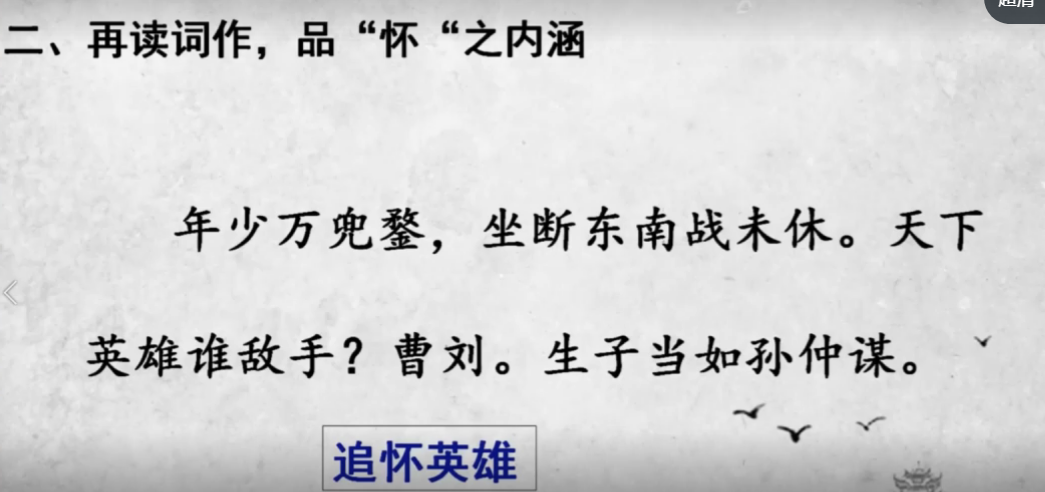 超清
二、再读词作，品“怀“之内涵
年少万兜鍪，坐断东南战未休。天下
英雄谁敌手？曹刘。生子当如孙仲谋。
追怀英雄